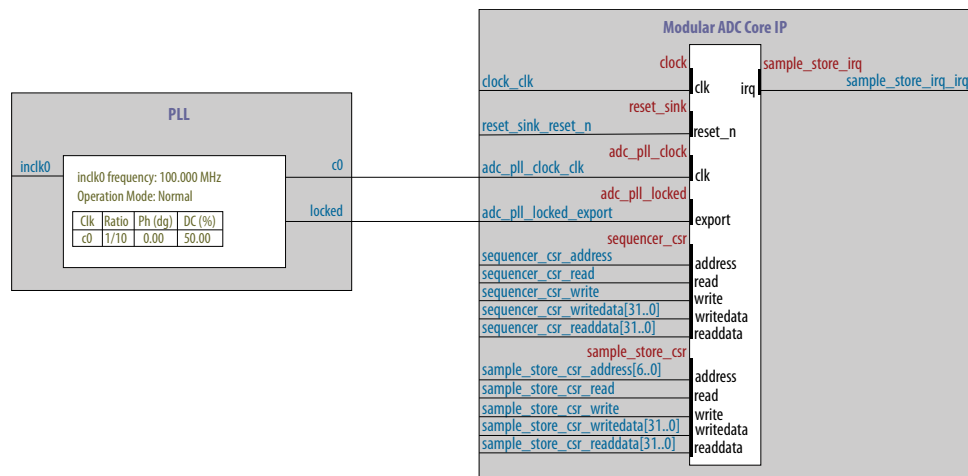 PLL
inclk0
c0
locked
inclk0 frequency: 100.000 MHz
Operation Mode: Normal
Clk Ratio Ph (dg) DC (%)
c0 1/10 0.00 50.00
Modular ADC Core IP
clock
clock_clk
clk
reset_sink
reset_sink_reset_n
reset_n
adc_pll_clock
adc_pll_clock_clk
clk
adc_pll_locked
adc_pll_locked_export
export
sequencer_csr
sequencer_csr_address
address
sequencer_csr_read
read
sequencer_csr_write
write
sequencer_csr_writedata[31..0]
writedata
sequencer_csr_readdata[31..0]
readdata
sample_store_csr
sample_store_csr_address[6..0]
address
sample_store_csr_read
read
sample_store_csr_write
write
sample_store_csr_writedata[31..0]
writedata
sample_store_csr_readdata[31..0]
readdata
sample_store_irq
irq
sample_store_irq_irq